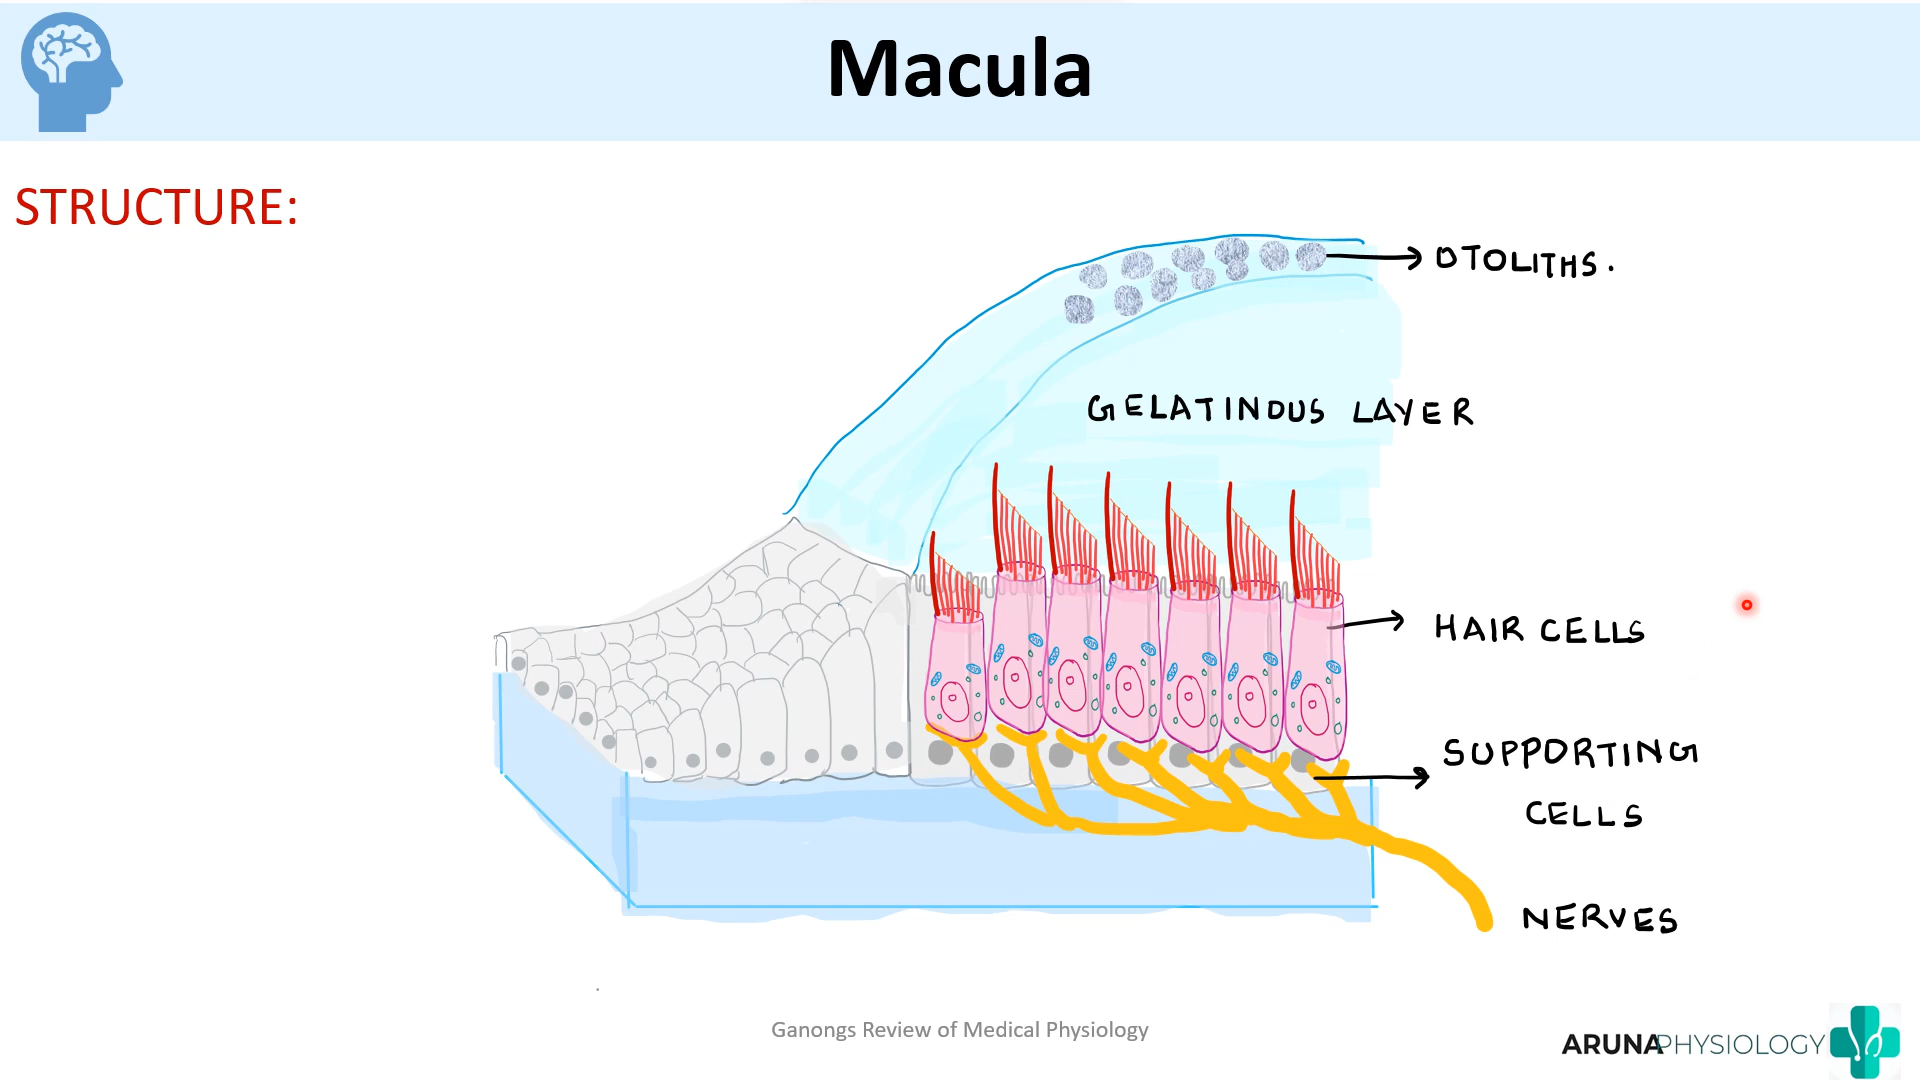 Macula
STRUCTURE:
OTOLITHS.
GELATINOUS LAYER
HAIR CELLS
SUPPORTING
CELLS
NERVES
Ganongs Review of Medical Physiology
ARUNAPHYSIOLOGY